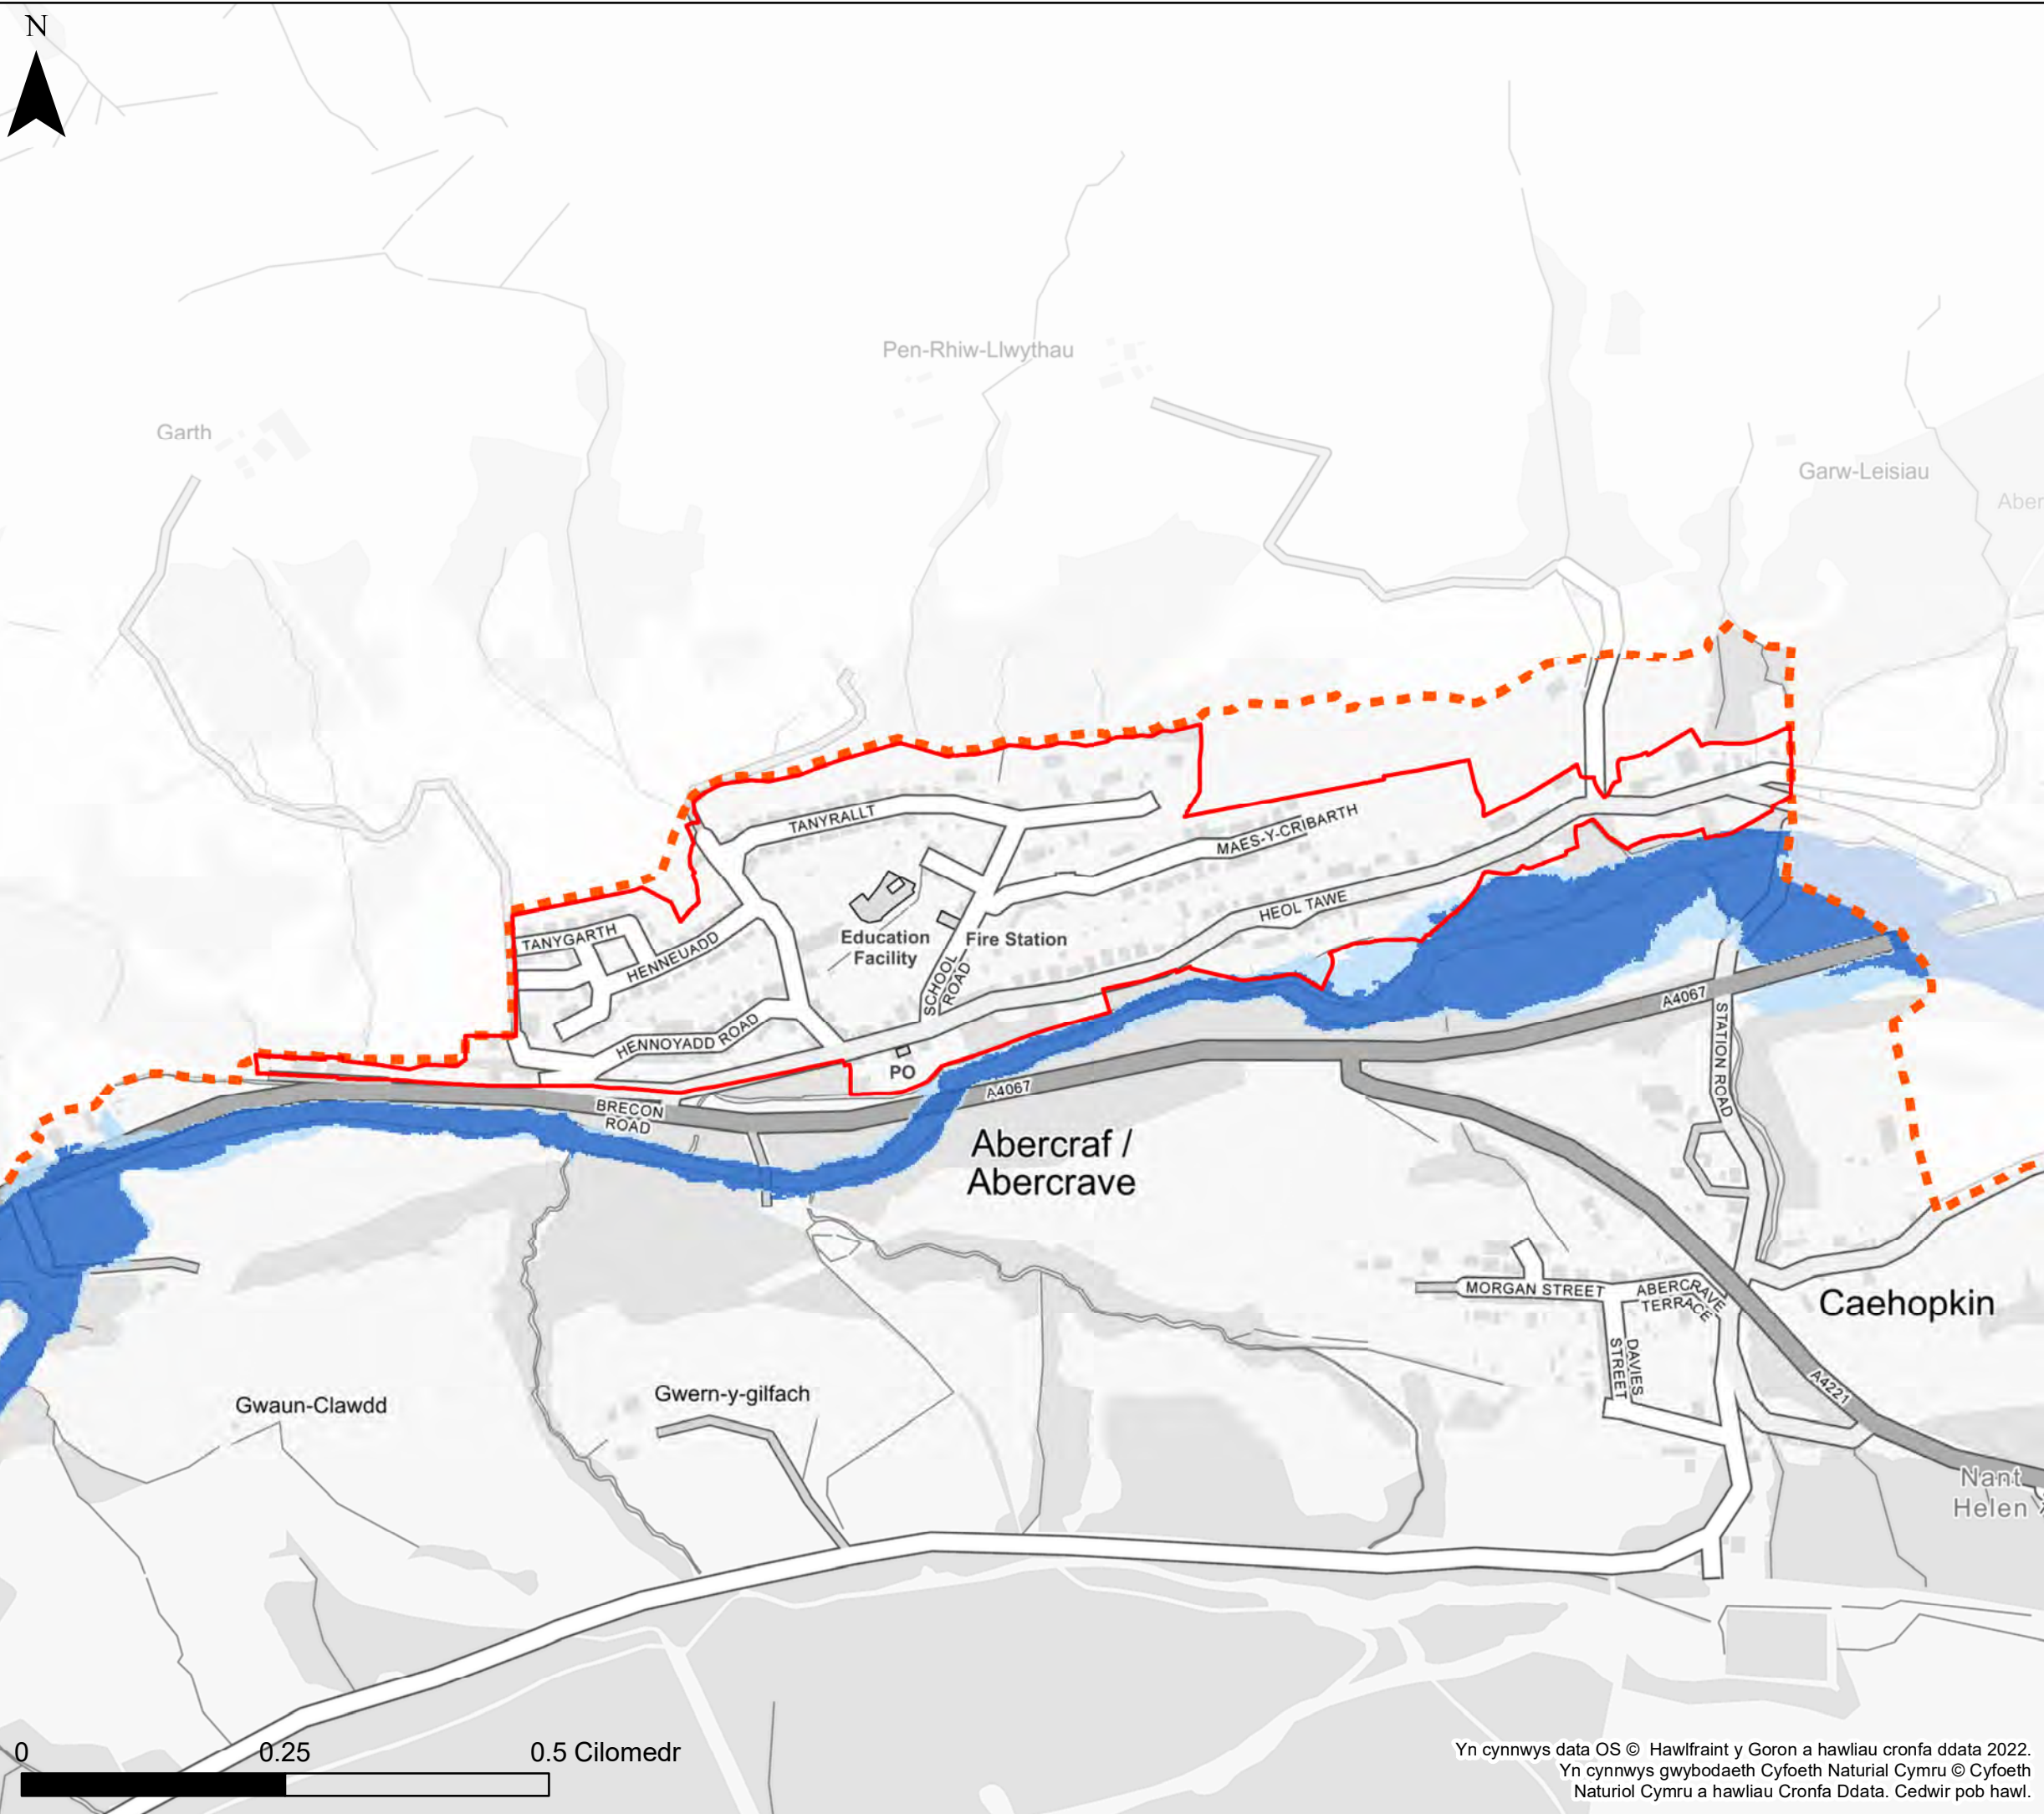 N
Pen-Rhiw-Llwythau
Garth
Garw-Leisiau
Aber
TANYRALLT
MAES-Y-CRIBARTH
HEOL TAWE
TANYGARTH
HENNEUADD
Education
Facility
Fire Station
SCHOOL
ROAD
HENNOYADD ROAD
PO
A4067
A4067
BRECON
ROAD
STATION ROAD
Abercraf /
Abercrave
MORGAN STREET
ABERCRAVE
TERRACE
DAVIES
STREET
Caehopkin
A4221
Gwaun-Clawdd
Gwern-y-gilfach
Nant
Helen
0
0.25
0.5 Cilomedr
Yn cynnwys data OS © Hawlfraint y Goron a hawliau cronfa ddata 2022.
Yn cynnwys gwybodaeth Cyfoeth Naturial Cymru © Cyfoeth
Naturiol Cymru a hawliau Cronfa Ddata. Cedwir pob hawl.